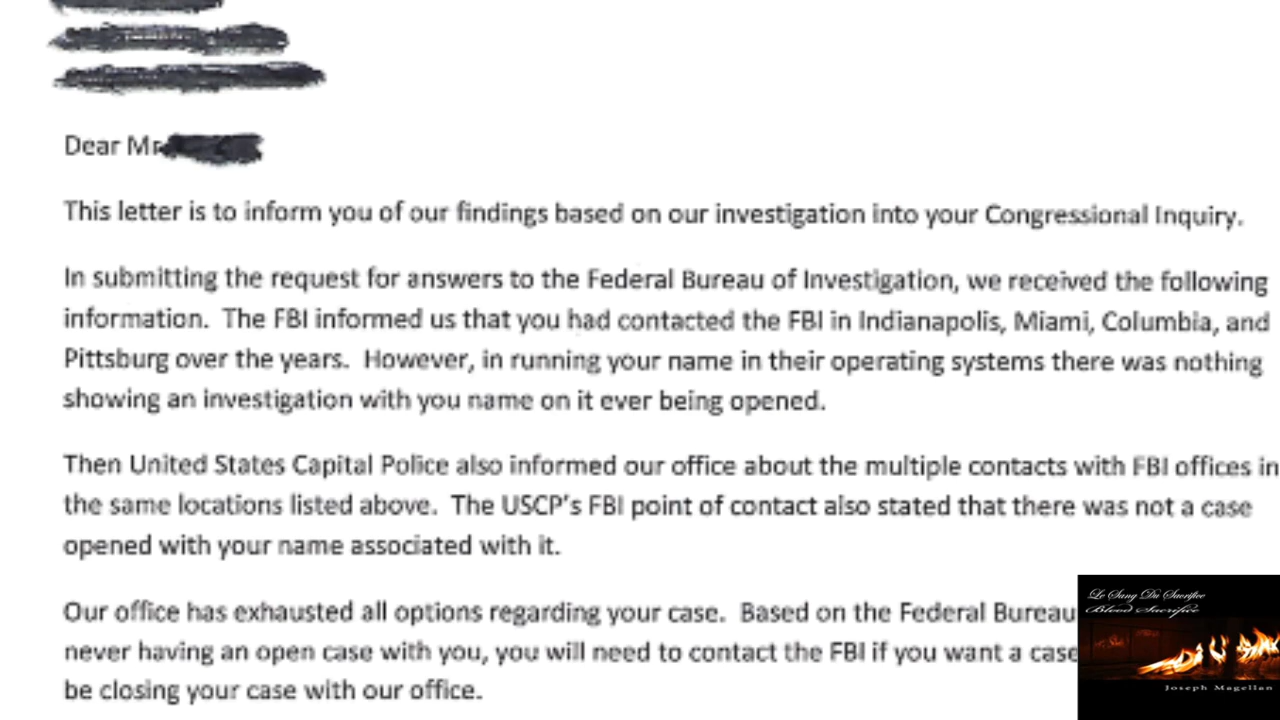 Dear Mr
This letter is to inform you of our findings based on our investigation into your Congressional Inquiry.
In submitting the request for answers to the Federal Bureau of Investigation, we received the following
information.  The FBI informed us that you had contacted the FBI in Indianapolis, Miami, Columbia, and
Pittsburg over the years.  However, in running your name in their operating systems there was nothing
showing an investigation with you name on it ever being opened.
Then United States Capital Police also informed our office about the multiple contacts with FBI offices in
the same locations listed above.  The USCP's FBI point of contact also stated that there was not a case
opened with your name associated with it.
Our office has exhausted all options regarding your case.  Based on the Federal Bureau
never having an open case with you, you will need to contact the FBI if you want a case
be closing your case with our office.
Le Sang Du Sacrifice
Blood Sacrifice
Joseph Magellan